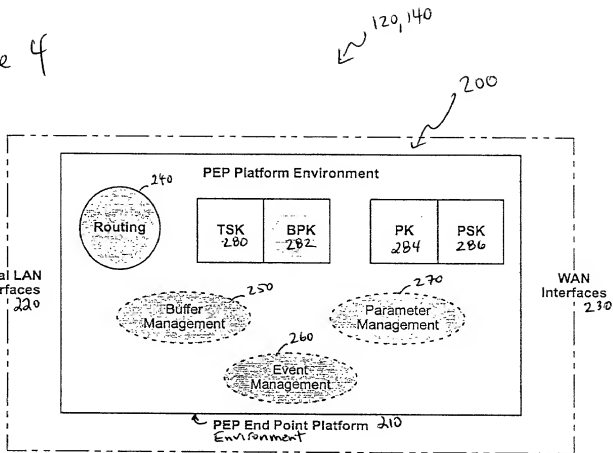 e 4
120, 140
200
PEP Platform Environment
240
Routing
TSK
280
BPK
282
PK
284
PSK
286
al LAN
rfaces
220
WAN
Interfaces
230
250
Buffer
Management
270
Parameter
Management
260
Event
Management
PEP End Point Platform 210
Environment